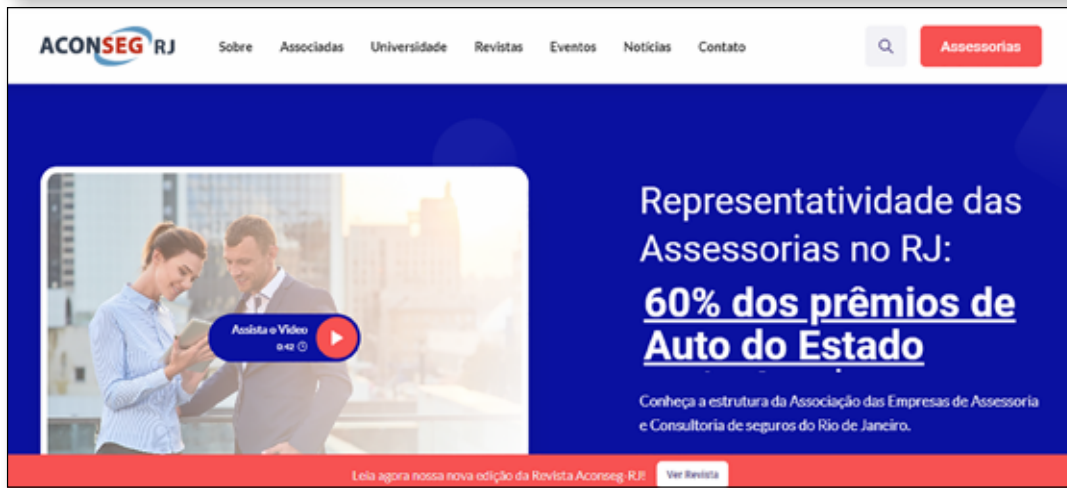 ACONSEG RJ
Sobre Associadas Universidade Revistas Eventos Notícias Contato
Assessorias
Representatividade das
Assessorias no RJ:
60% dos prêmios de
Auto do Estado
Assista o Vídeo
0:42
Conheça a estrutura da Associação das Empresas de Assessoria
e Consultoria de seguros do Rio de Janeiro.
Leia agora nossa nova edição da Revista Aconseg-RJ! Ver Revista